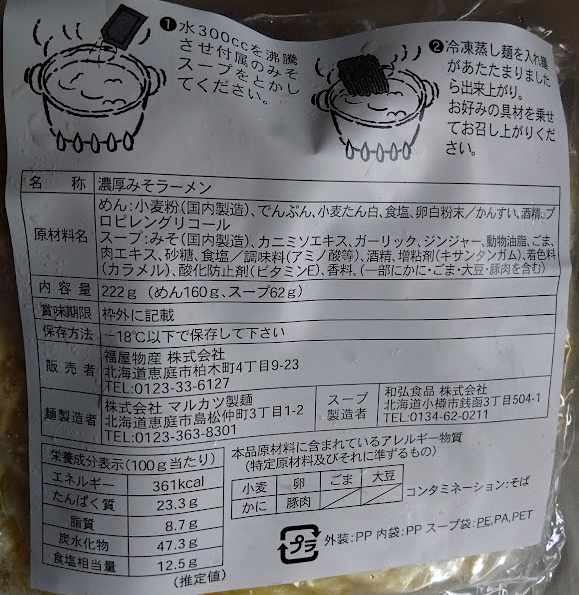 ❶水300ccを沸騰
させ付属のみそ
スープをとかし
てください。
❷冷凍蒸し麺を入れ麺
があたたまりました
ら出来上がり。
お好みの具材を乗せ
てお召し上がりくだ
さい。
名 称 濃厚みそラーメン
原材料名
めん:小麦粉(国内製造)、でんぷん、小麦たん白、食塩、卵白粉末/かんすい、酒精、プ
ロピレングリコール
スープ:みそ(国内製造)、カニミソエキス、ガーリック、ジンジャー、動物油脂、ごま、
肉エキス、砂糖、食塩/調味料(アミノ酸等)、酒精、増粘剤(キサンタンガム)、着色料
(カラメル)、酸化防止剤(ビタミンE)、香料、(一部にかに・ごま・大豆・豚肉を含む)
内 容 量 222g(めん160g、スープ62g)
賞味期限 枠外に記載
保存方法 −18℃以下で保存して下さい
販 売 者
福屋物産 株式会社
北海道恵庭市柏木町4丁目9-23
TEL:0123-33-6127
麺製造者
株式会社 マルカツ製麺
北海道恵庭市島松仲町3丁目1-2
TEL:0123-363-8301
スープ
製造者
和弘食品 株式会社
北海道小樽市銭函3丁目504-1
TEL:0134-62-0211
栄養成分表示(100g当たり)
エネルギー 361kcal
たんぱく質 23.3g
脂質 8.7g
炭水化物 47.3g
食塩相当量 12.5g
(推定値)
本品原材料に含まれているアレルギー物質
(特定原材料及びそれに準ずるもの)
小麦 卵 ごま 大豆
かに 豚肉
コンタミネーション:そば
プラ
外装:PP 内袋:PP スープ袋:PE,PA,PET